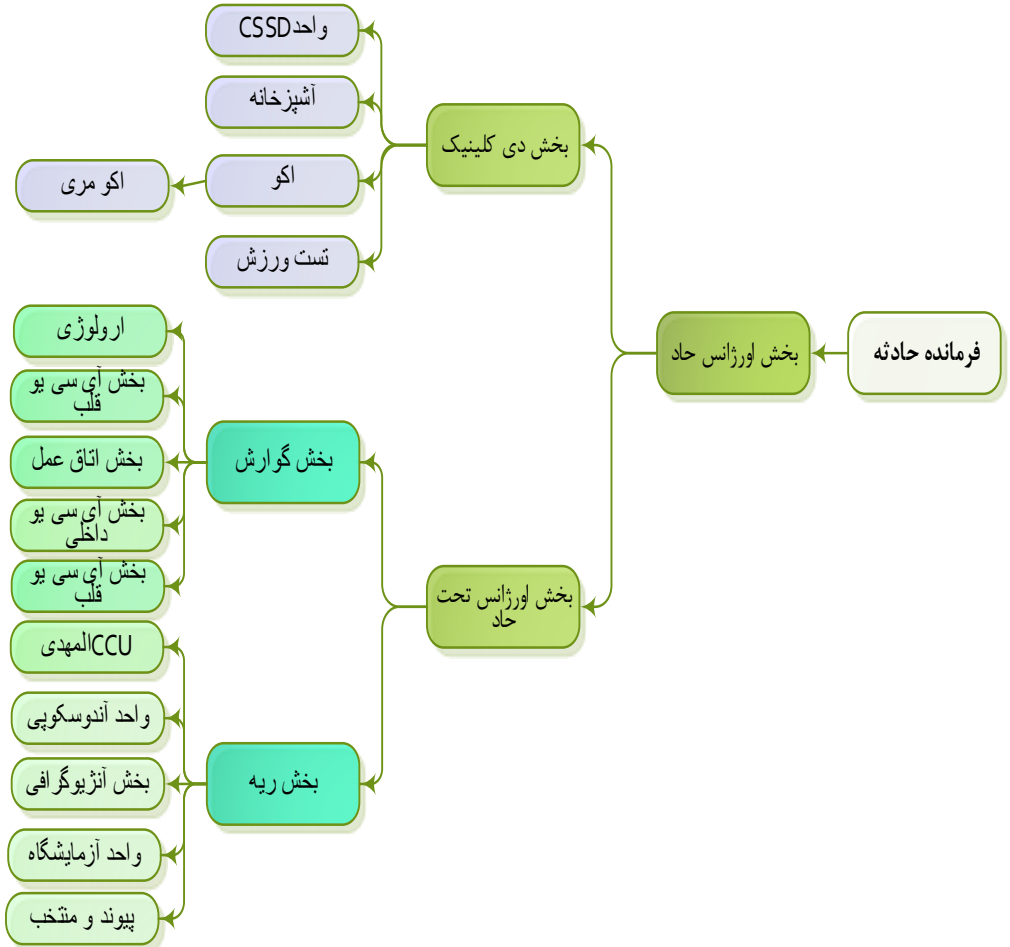 فرمانده حادثه
بخش اورژانس حاد
بخش دی کلینیک
واحدCSSD
آشپزخانه
اکو
اکو مری
تست ورزش
بخش اورژانس تحت
حاد
بخش گوارش
ارولوژی
بخش آی سی یو
قلب
بخش اتاق عمل
بخش آی سی یو
داخلی
بخش آی سی یو
قلب
بخش ریه
CCUالمهدی
واحد آندوسکوپی
بخش آنژیوگرافی
واحد آزمایشگاه
پیوند و منتخب